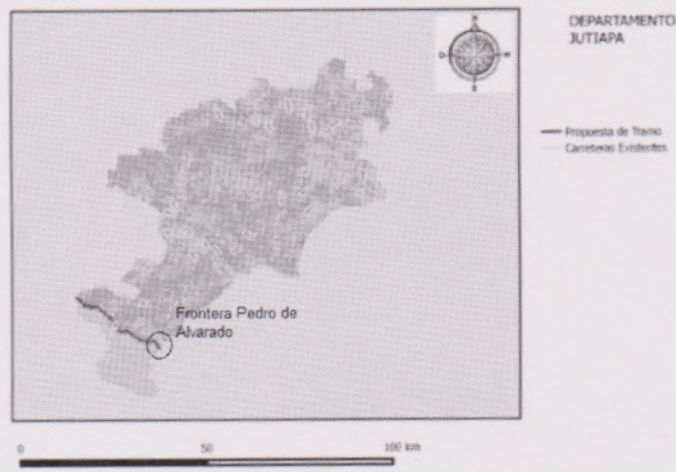 DEPARTAMENTO
JUTIAPA
Propuesta de Tramo
Carreteras Existentes
Frontera Pedro de
Alvarado
0 50 100 km